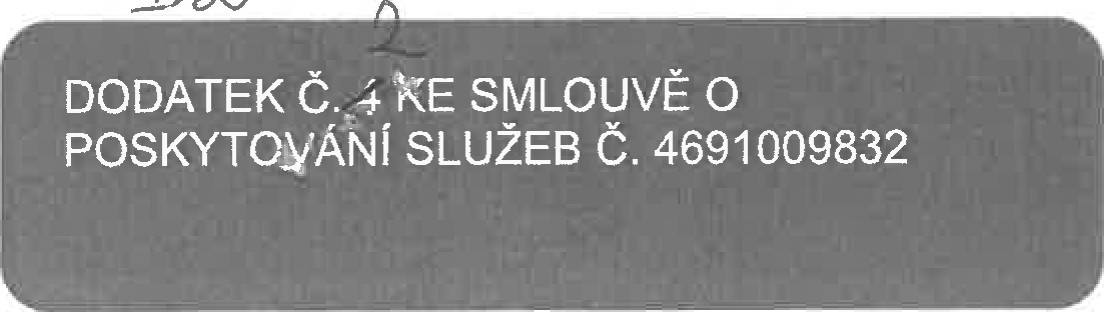 2
DODATEK Č. 4 KE SMLOUVĚ O
POSKYTOVÁNÍ SLUŽEB Č. 4691009832